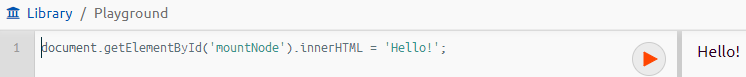 Library / Playground
1 document.getElementById('mountNode').innerHTML = 'Hello!';
Hello!